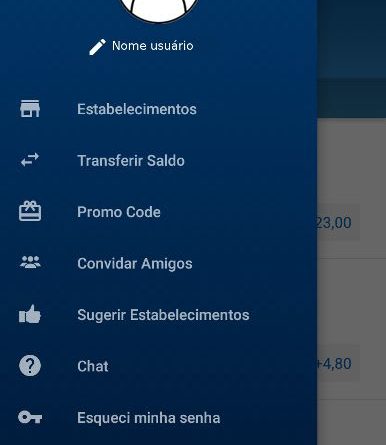 Nome usuário
Estabelecimentos
Transferir Saldo
Promo Code
Convidar Amigos
23,00
Sugerir Estabelecimentos
Chat
+4,80
Esqueci minha senha